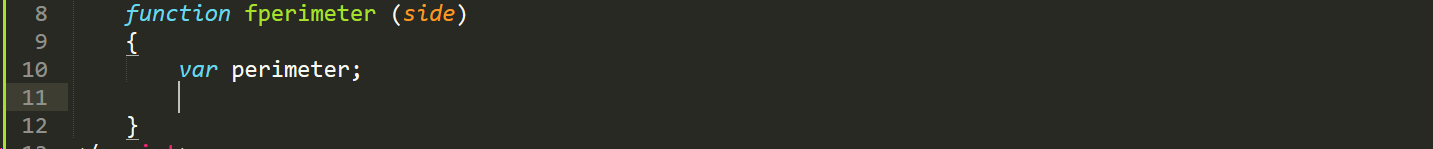 8 function fperimeter (side)
9 {
10 var perimeter;
11
12 }